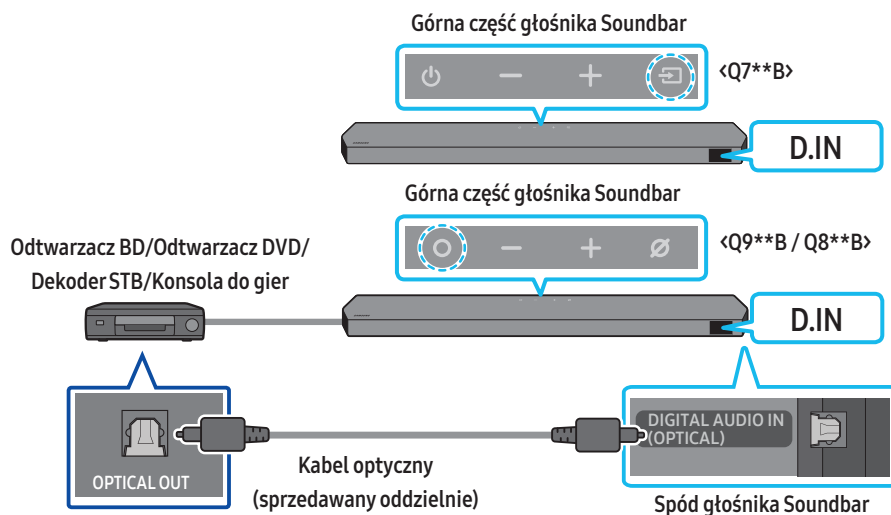 Górna część głośnika Soundbar
<Q7**B>
D.IN
Górna część głośnika Soundbar
<Q9**B / Q8**B>
Odtwarzacz BD/Odtwarzacz DVD/
Dekoder STB/Konsola do gier
D.IN
OPTICAL OUT
Kabel optyczny
(sprzedawany oddzielnie)
DIGITAL AUDIO IN
(OPTICAL)
Spód głośnika Soundbar